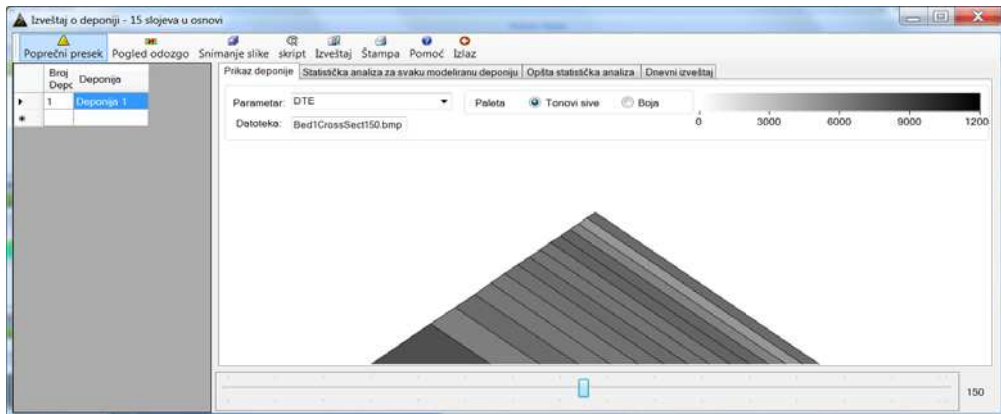 Izveštaj o deponiji - 15 slojeva u osnovi
Poprečni presek Pogled odozgo Snimanje slike skript Izveštaj Štampa Pomoć Izlaz
Broj Depc Deponija
1 Deponija 1
Prikaz deponije Statistička analiza za svaku modeliranu deponiju Opšta statistička analiza Dnevni izveštaj
Parametar: DTE Paleta Tonovi sive Boja
Datoteka: Bed1CrossSect150.bmp
0 3000 6000 9000 1200
150